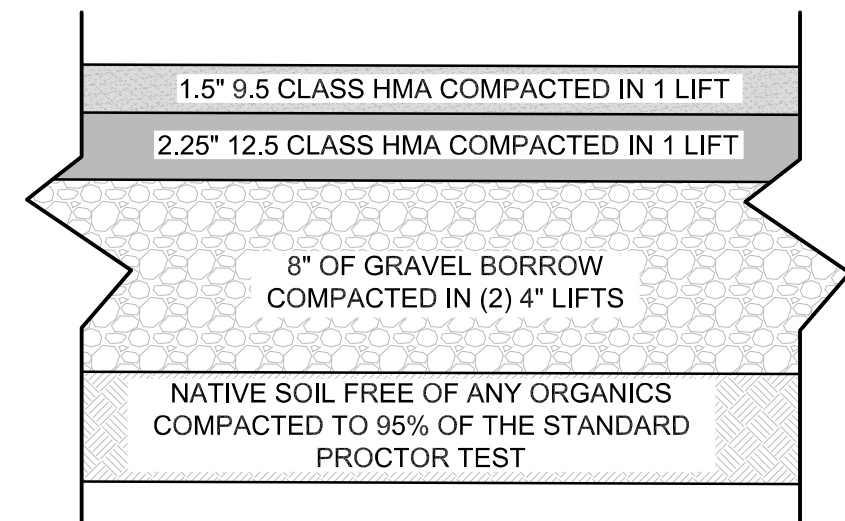 1.5" 9.5 CLASS HMA COMPACTED IN 1 LIFT
2.25" 12.5 CLASS HMA COMPACTED IN 1 LIFT
8" OF GRAVEL BORROW
COMPACTED IN (2) 4" LIFTS
NATIVE SOIL FREE OF ANY ORGANICS
COMPACTED TO 95% OF THE STANDARD
PROCTOR TEST